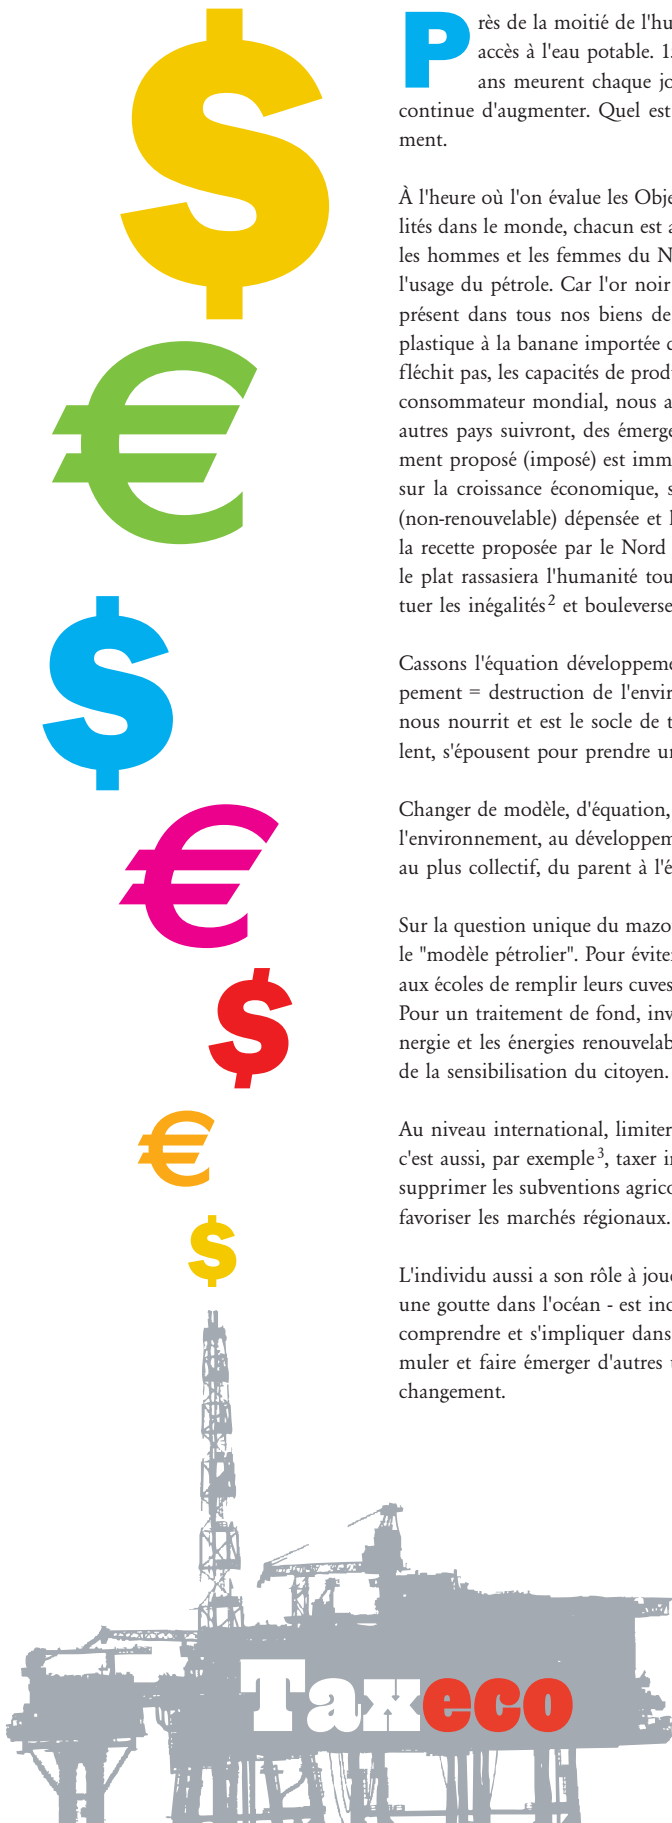 $
€
$
€
$
€
$
Près de la moitié de l'hu
accès à l'eau potable. 1
ans meurent chaque jo
continue d'augmenter. Quel est
ment.
À l'heure où l'on évalue les Obje
lités dans le monde, chacun est a
les hommes et les femmes du N
l'usage du pétrole. Car l'or noir
présent dans tous nos biens de
plastique à la banane importée d
fléchit pas, les capacités de prod
consommateur mondial, nous a
autres pays suivront, des émerge
ment proposé (imposé) est imm
sur la croissance économique, s
(non-renouvelable) dépensée et l
la recette proposée par le Nord
le plat rassasiera l'humanité tou
tuer les inégalités² et bouleverse
Cassons l'équation développeme
pement = destruction de l'envir
nous nourrit et est le socle de t
lent, s'épousent pour prendre un
Changer de modèle, d'équation,
l'environnement, au développem
au plus collectif, du parent à l'é
Sur la question unique du mazo
le "modèle pétrolier". Pour évite
aux écoles de remplir leurs cuves
Pour un traitement de fond, inv
nergie et les énergies renouvelab
de la sensibilisation du citoyen.
Au niveau international, limiter
c'est aussi, par exemple³, taxer i
supprimer les subventions agrico
favoriser les marchés régionaux.
L'individu aussi a son rôle à joue
une goutte dans l'océan - est inc
comprendre et s'impliquer dans
muler et faire émerger d'autres
changement.
Taxeco